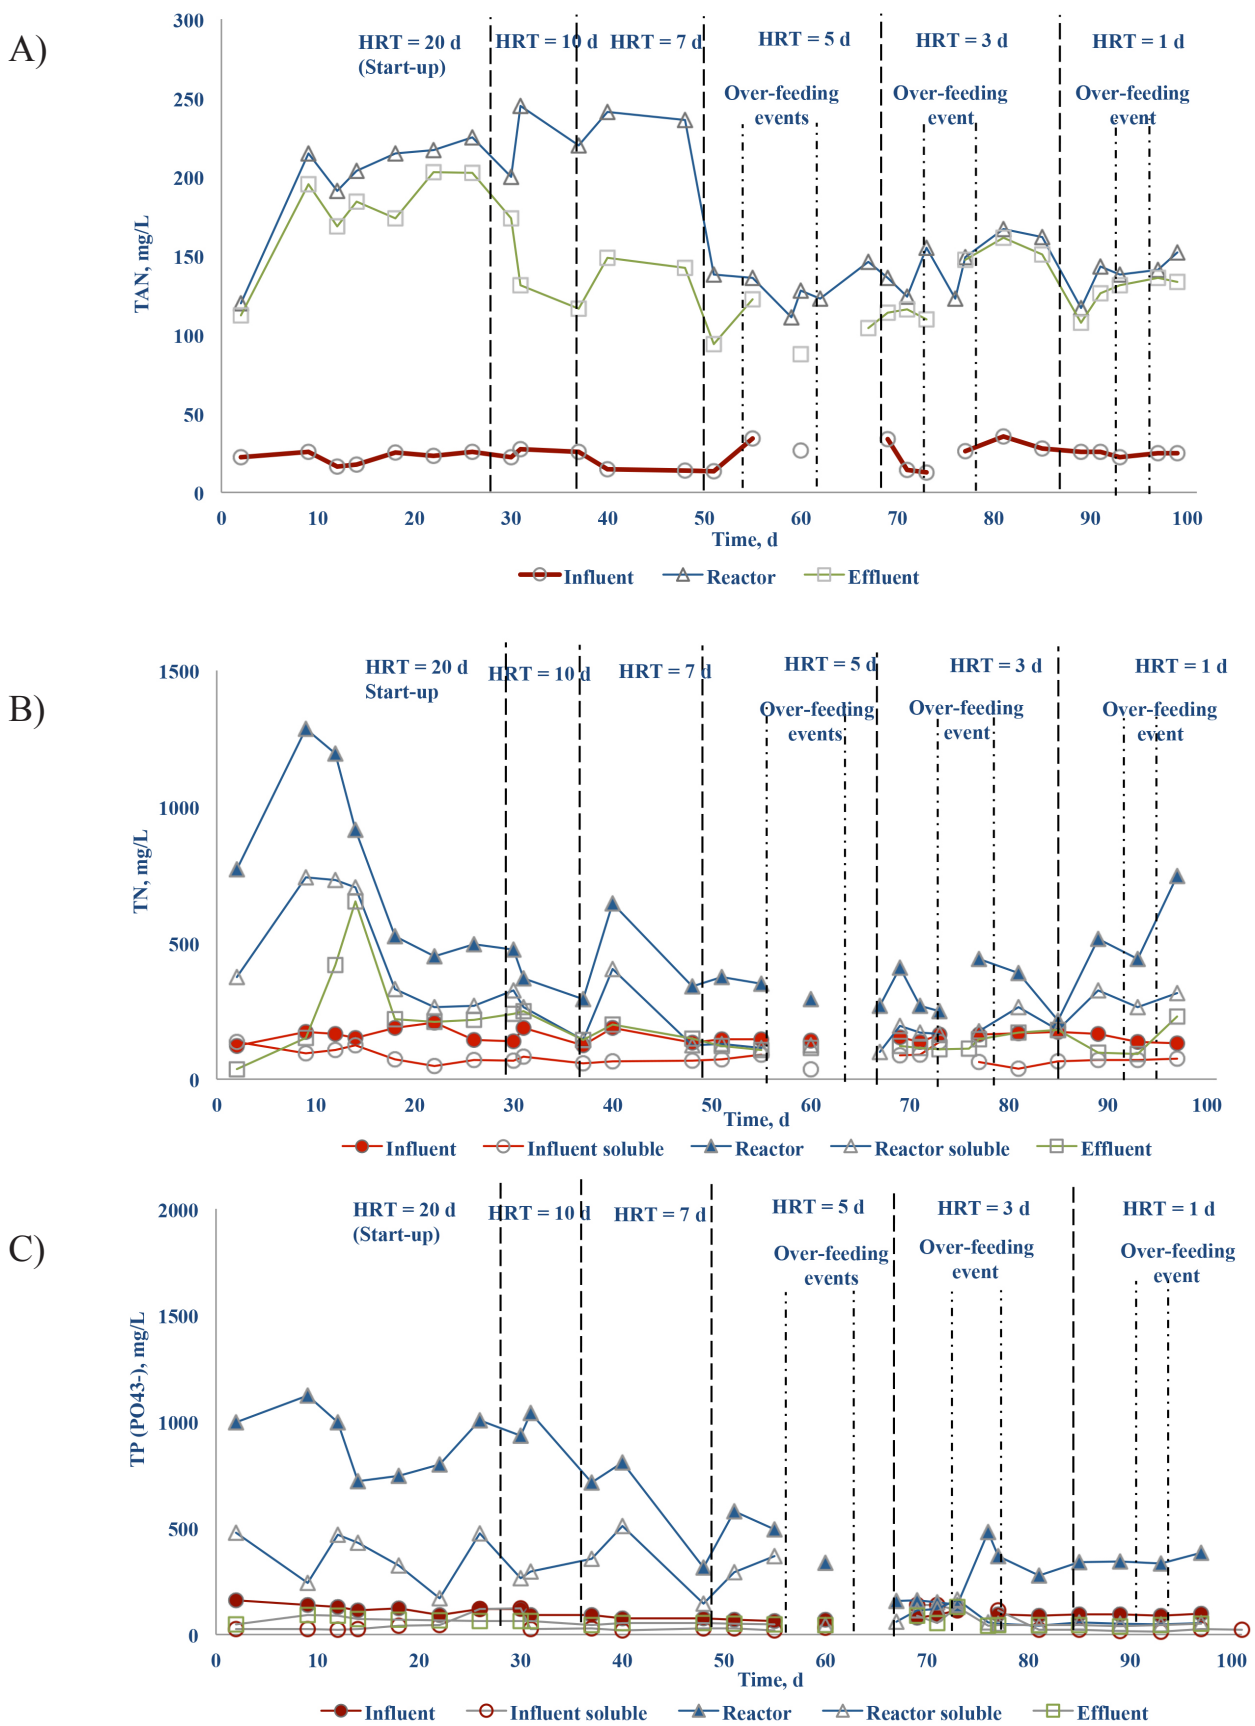 A)
300
250
200
150
100
50
0
TAN, mg/L
HRT = 20 d
(Start-up)
HRT = 10 d
HRT = 7 d
HRT = 5 d
HRT = 3 d
HRT = 1 d
Over-feeding
events
Over-feeding
event
Over-feeding
event
0 10 20 30 40 50 60 70 80 90 100
Time, d
Influent Reactor Effluent
B)
1500
1000
500
0
TN, mg/L
HRT = 20 d
Start-up
HRT = 10 d
HRT = 7 d
HRT = 5 d
HRT = 3 d
HRT = 1 d
Over-feeding
events
Over-feeding
event
Over-feeding
event
0 10 20 30 40 50 60 70 80 90 100
Time, d
Influent Influent soluble Reactor Reactor soluble Effluent
C)
2000
1500
1000
500
0
TP (PO43-), mg/L
HRT = 20 d
(Start-up)
HRT = 10 d
HRT = 7 d
HRT = 5 d
HRT = 3 d
HRT = 1 d
Over-feeding
events
Over-feeding
event
Over-feeding
event
0 10 20 30 40 50 60 70 80 90 100
Time, d
Influent Influent soluble Reactor Reactor soluble Effluent